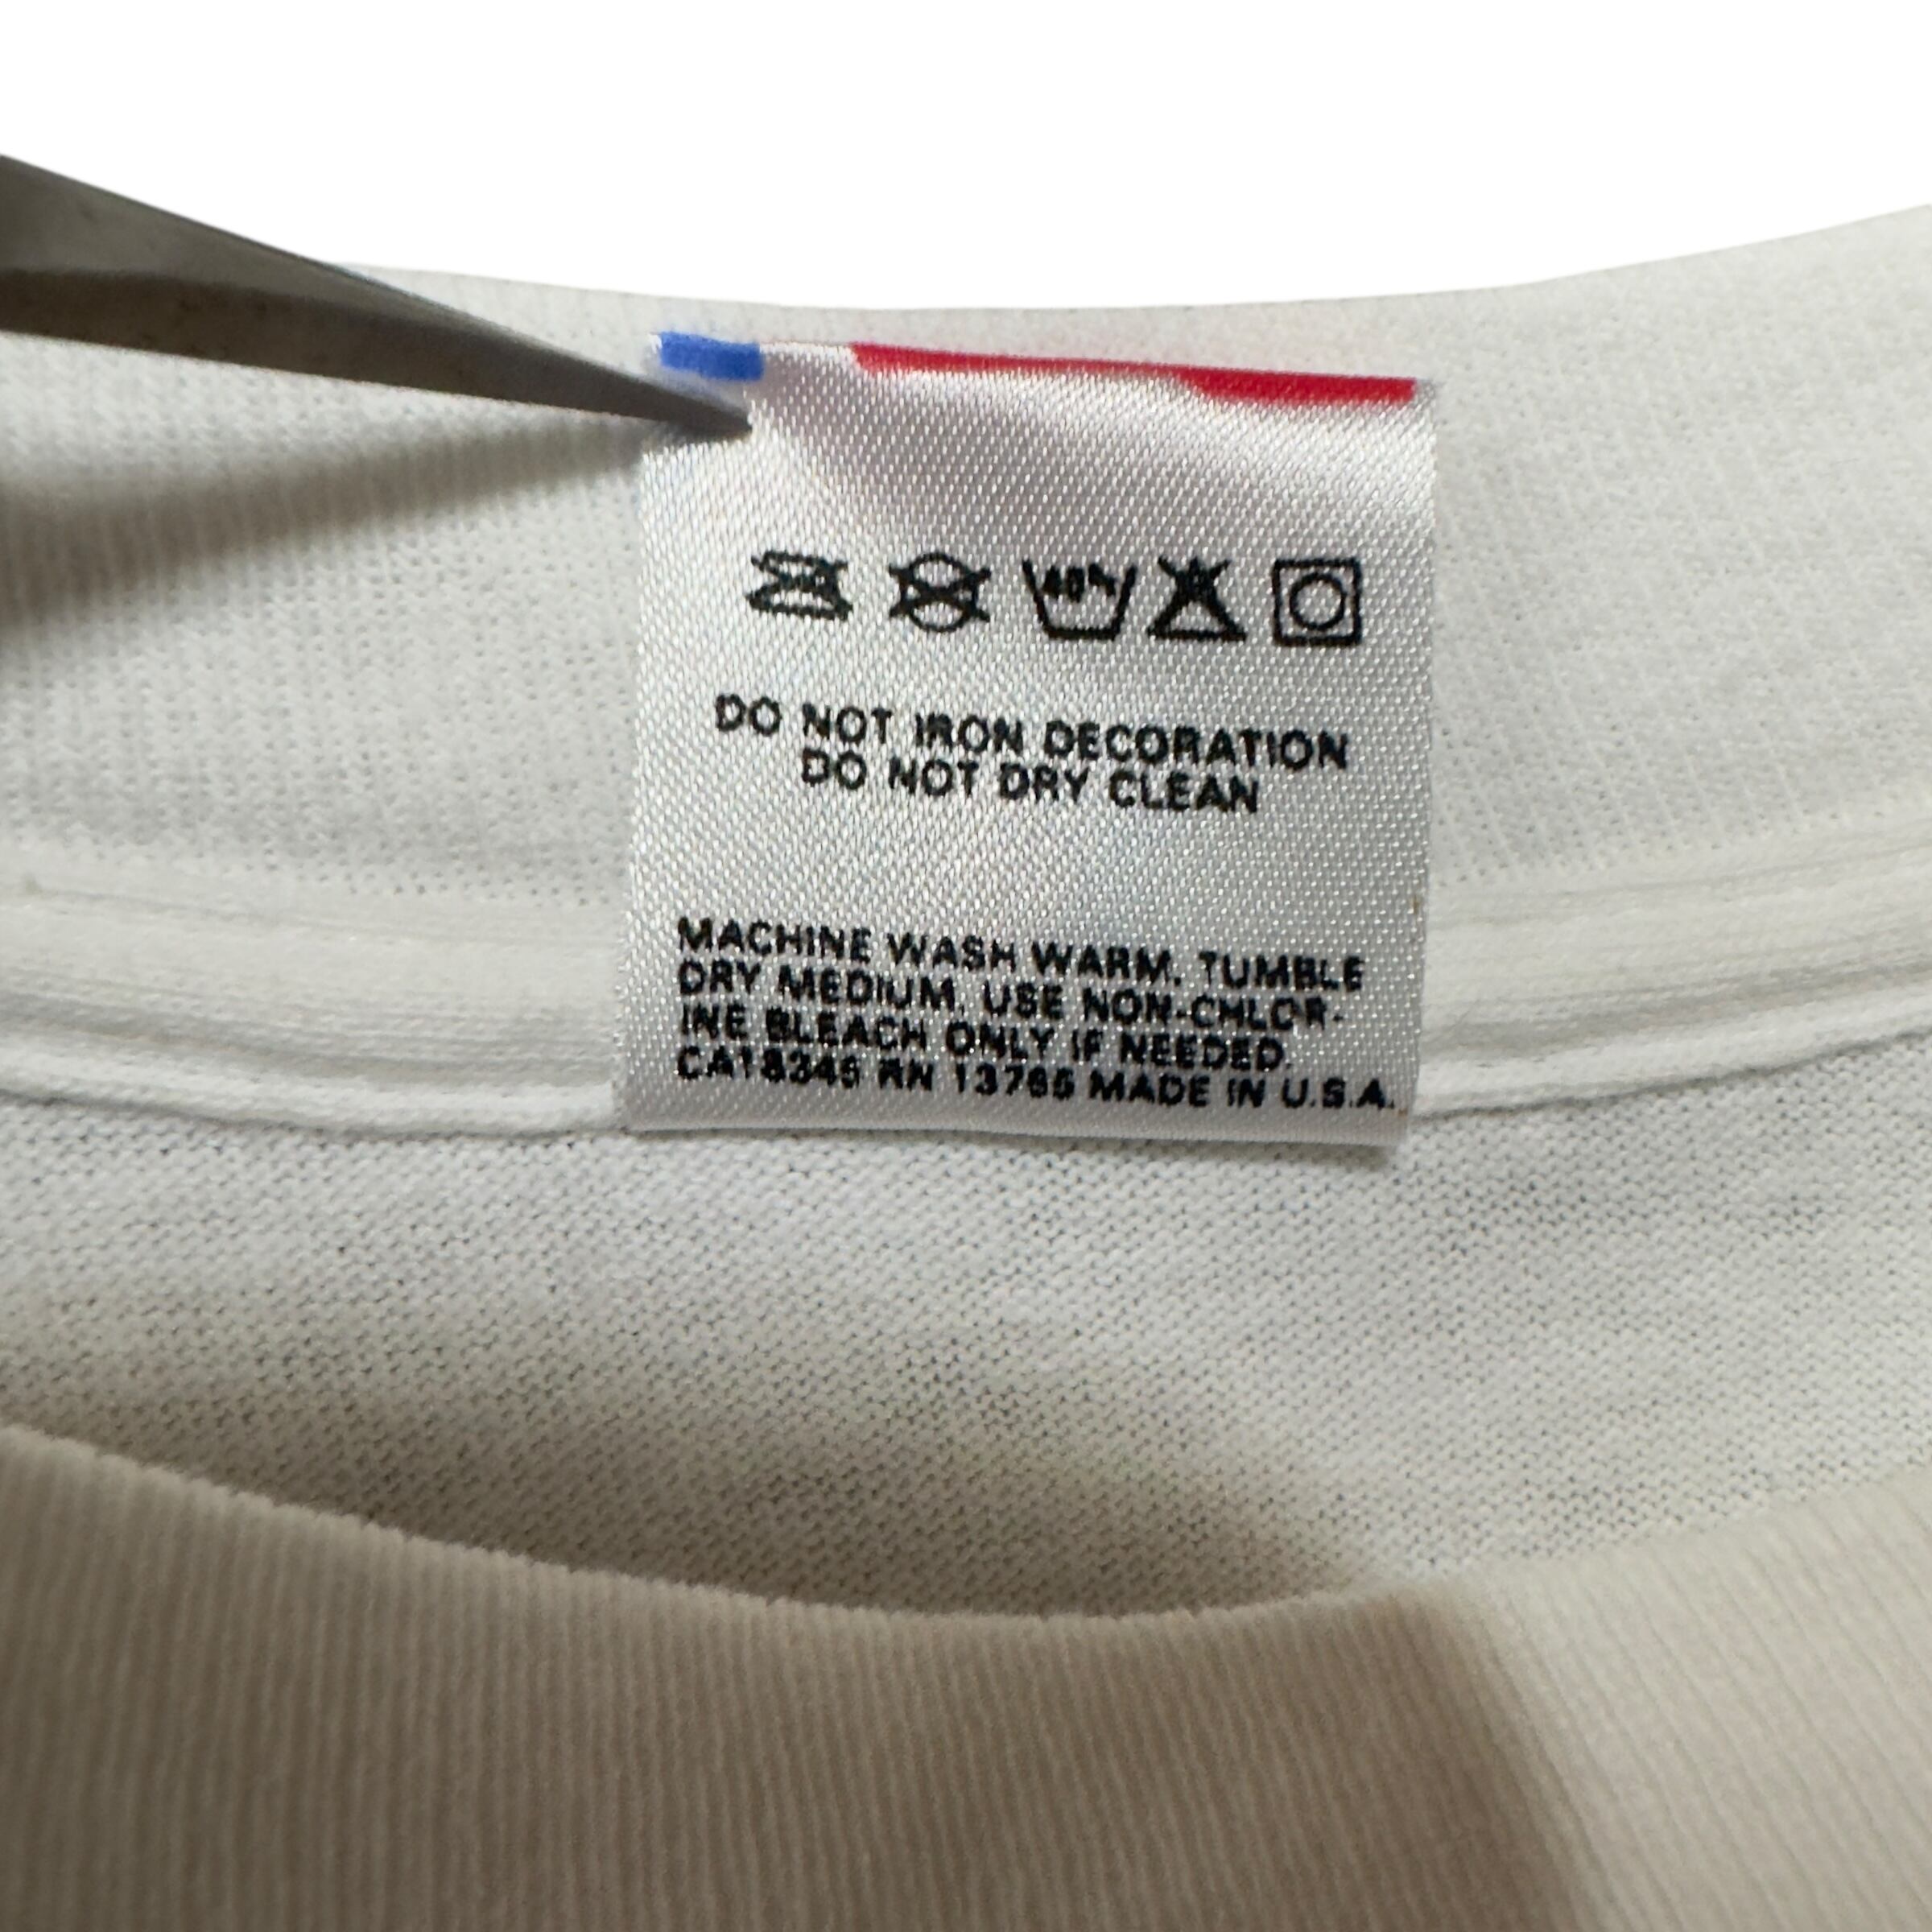 40°
DO NOT IRON DECORATION
DO NOT DRY CLEAN
MACHINE WASH WARM. TUMBLE
DRY MEDIUM. USE NON-CHLOR-
INE BLEACH ONLY IF NEEDED.
CA18346 RN 13765 MADE IN U.S.A.